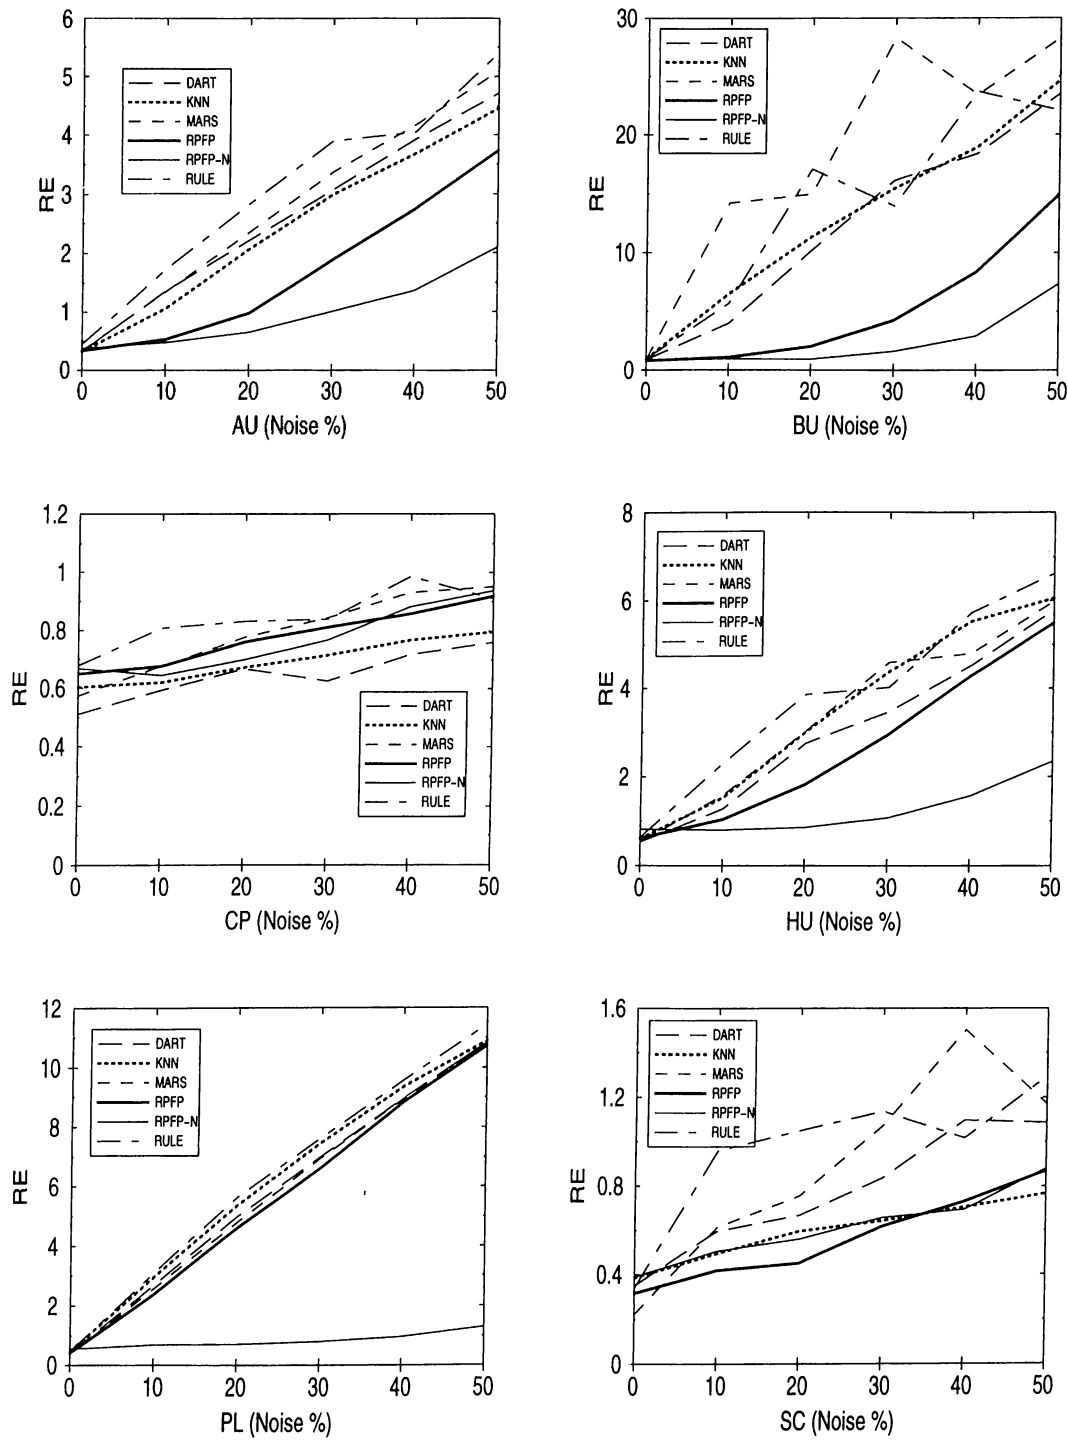 6
5
4
3
2
1
0
RE
DART
KNN
MARS
RPFP
RPFP-N
RULE
0 10 20 30 40 50
AU (Noise %)
30
20
10
0
RE
DART
KNN
MARS
RPFP
RPFP-N
RULE
0 10 20 30 40 50
BU (Noise %)
1.2
1
0.8
0.6
0.4
0.2
0
RE
DART
KNN
MARS
RPFP
RPFP-N
RULE
0 10 20 30 40 50
CP (Noise %)
8
6
4
2
0
RE
DART
KNN
MARS
RPFP
RPFP-N
RULE
0 10 20 30 40 50
HU (Noise %)
12
10
8
6
4
2
0
RE
DART
KNN
MARS
RPFP
RPFP-N
RULE
0 10 20 30 40 50
PL (Noise %)
1.6
1.2
0.8
0.4
0
RE
DART
KNN
MARS
RPFP
RPFP-N
RULE
0 10 20 30 40 50
SC (Noise %)